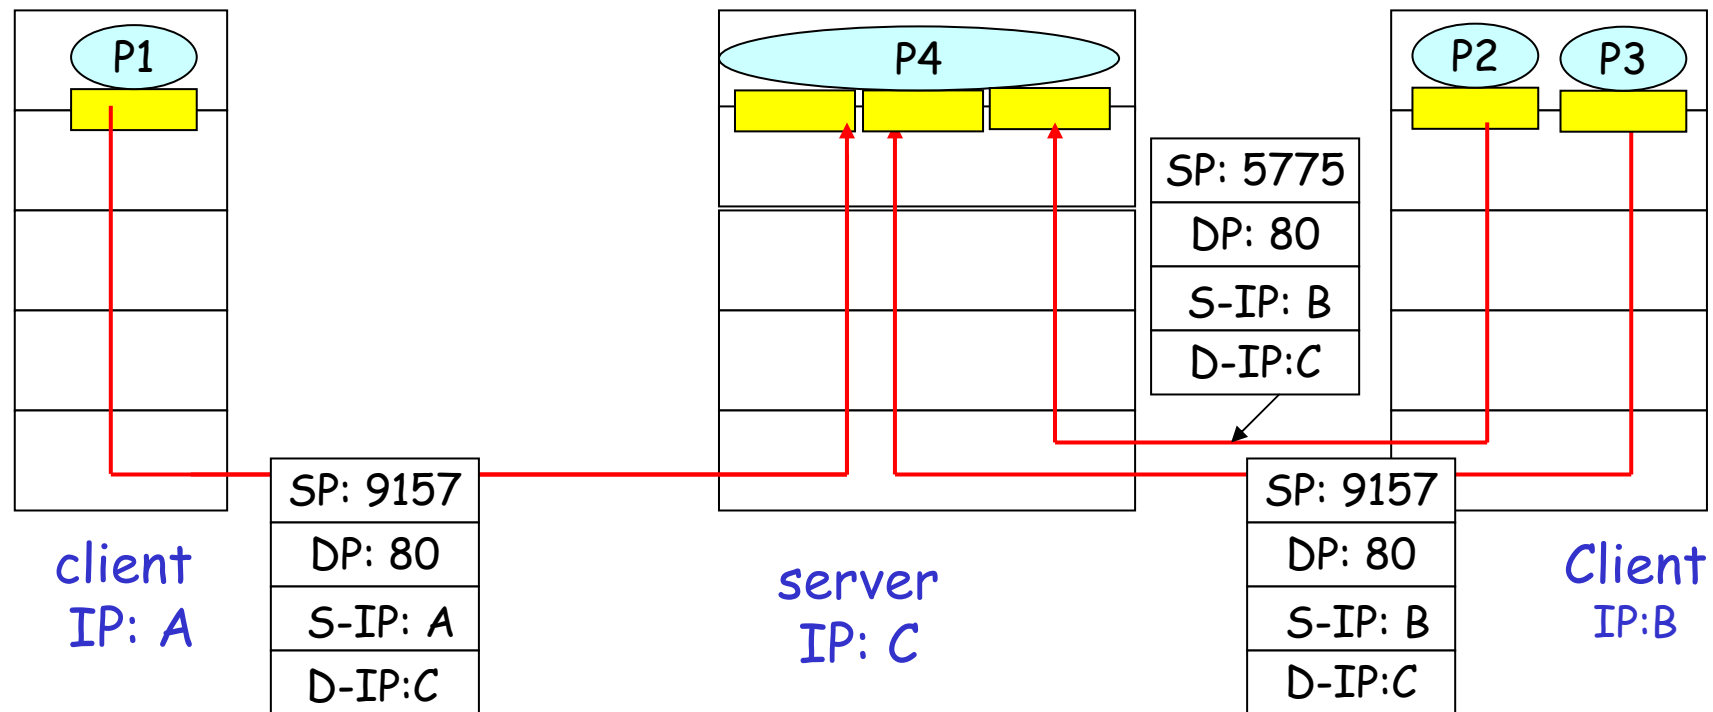 P1
P4
P2
P3
SP: 5775
DP: 80
S-IP: B
D-IP:C
SP: 9157
DP: 80
S-IP: A
D-IP:C
SP: 9157
DP: 80
S-IP: B
D-IP:C
client
IP: A
server
IP: C
Client
IP:B